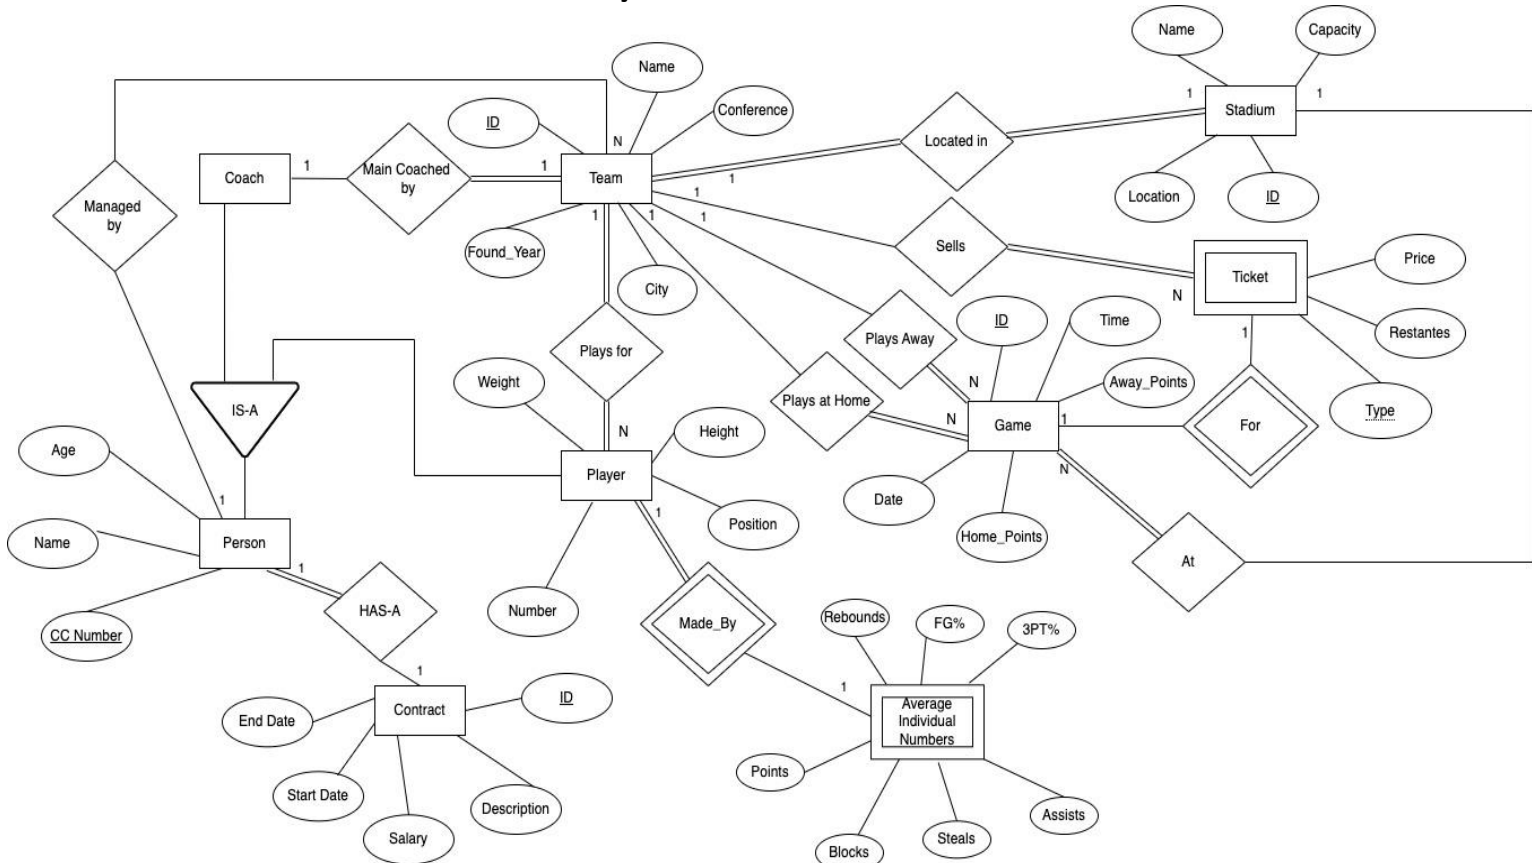 Name
Capacity
Name
Conference
ID
1
Stadium
1
N
Located in
Coach
1
Main Coached
by
1
Team
1
Location
ID
Managed
by
1
1
1
1
Found_Year
Sells
City
Ticket
Price
N
ID
Time
Restantes
Plays for
Plays Away
1
Weight
N
Away_Points
IS-A
Plays at Home
N
Type
Game
1
For
Age
N
Height
N
Player
1
1
Date
Position
Name
Person
Home_Points
1
At
HAS-A
Number
Made_By
Rebounds
FG%
3PT%
CC Number
1
1
ID
End Date
Contract
Average
Individual
Numbers
Points
Start Date
Description
Assists
Salary
Blocks
Steals